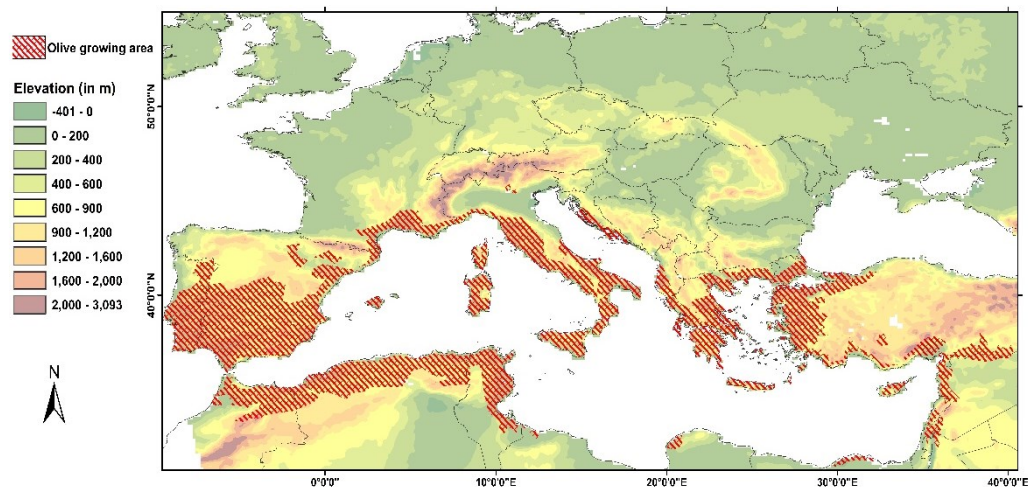 Olive growing area
Elevation (in m)
-401 - 0
0 - 200
200 - 400
400 - 600
600 - 900
900 - 1,200
1,200 - 1,600
1,600 - 2,000
2,000 - 3,093
N
50°0'0"N
40°0'0"N
0°0'0"
10°0'0"E
20°0'0"E
30°0'0"E
40°0'0"E